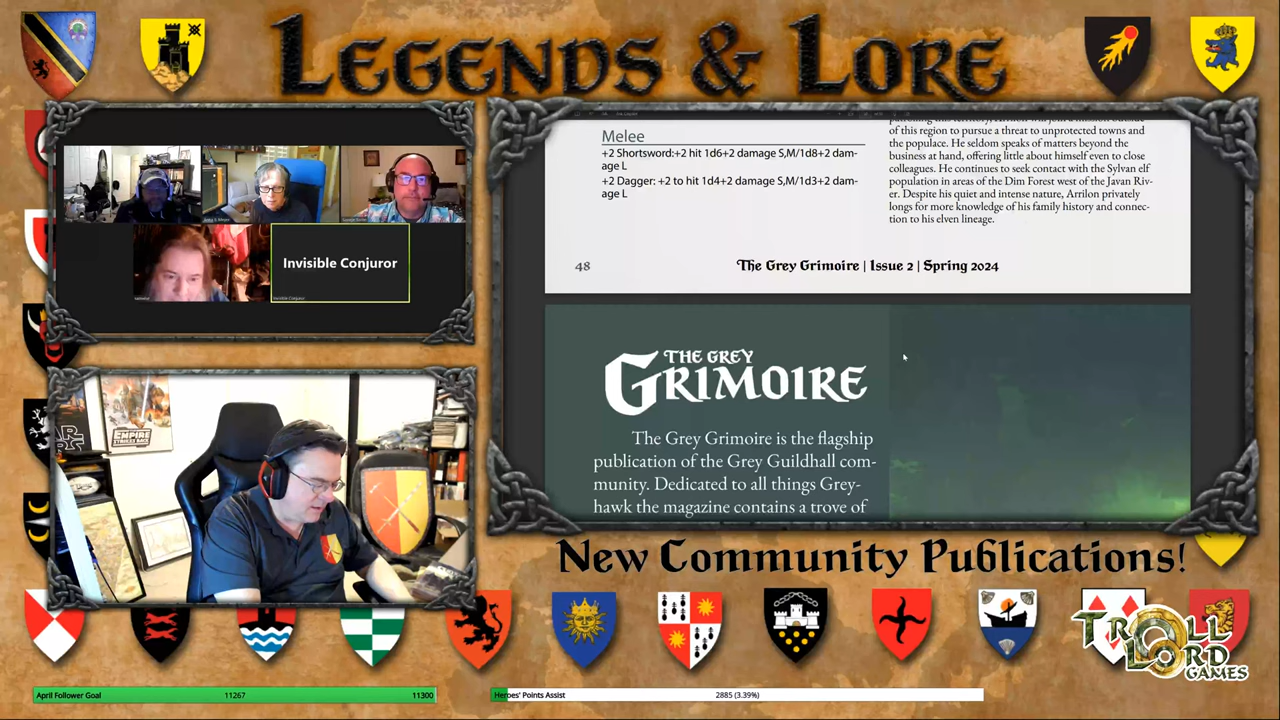 LEGENDS & LORE
Melee
+2 Shortsword:+2 hit 1d6+2 damage S,M/1d8+2 dam-
age L
+2 Dagger: +2 to hit 1d4+2 damage S,M/1d3+2 dam-
age L
of this region to pursue a threat to unprotected towns and
the populace. He seldom speaks of matters beyond the
business at hand, offering little about himself even to close
colleagues. He continues to seek contact with the Sylvan elf
population in areas of the Dim Forest west of the Javan Riv-
er. Despite his quiet and intense nature, Arrilon privately
longs for more knowledge of his family history and connec-
tion to his elven lineage.
48
The Grey Grimoire | Issue 2 | Spring 2024
THE GREY
GRIMOIRE
The Grey Grimoire is the flagship
publication of the Grey Guildhall com-
munity. Dedicated to all things Grey-
hawk the magazine contains a trove of
Invisible Conjuror
Invisible Conjuror
EMPIRE
STRIKES BACK
New Community Publications!
TROLL
LORD
GAMES
April Follower Goal
11267
11300
Heroes' Points Assist
2885 (3.39%)